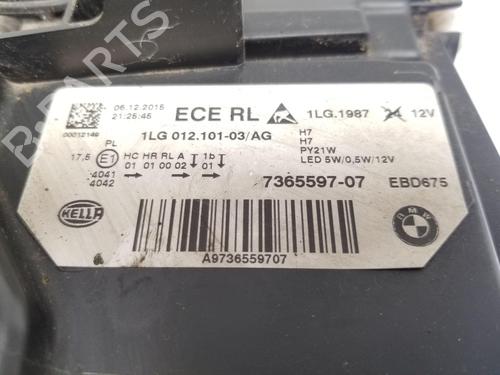 B-PARTS
06.12.2015
21:25:45
00012149
ECE RL
1LG.1987 24 12V
1LG 012.101-03/AG
H7
H7
PY21W
LED 5W/0,5W/12V
PL
17,5 E1 HC HR RL A 1b
01 01 00 02 01
4041
4042
7365597-07 EBD675
HELLA
BMW
A9736559707